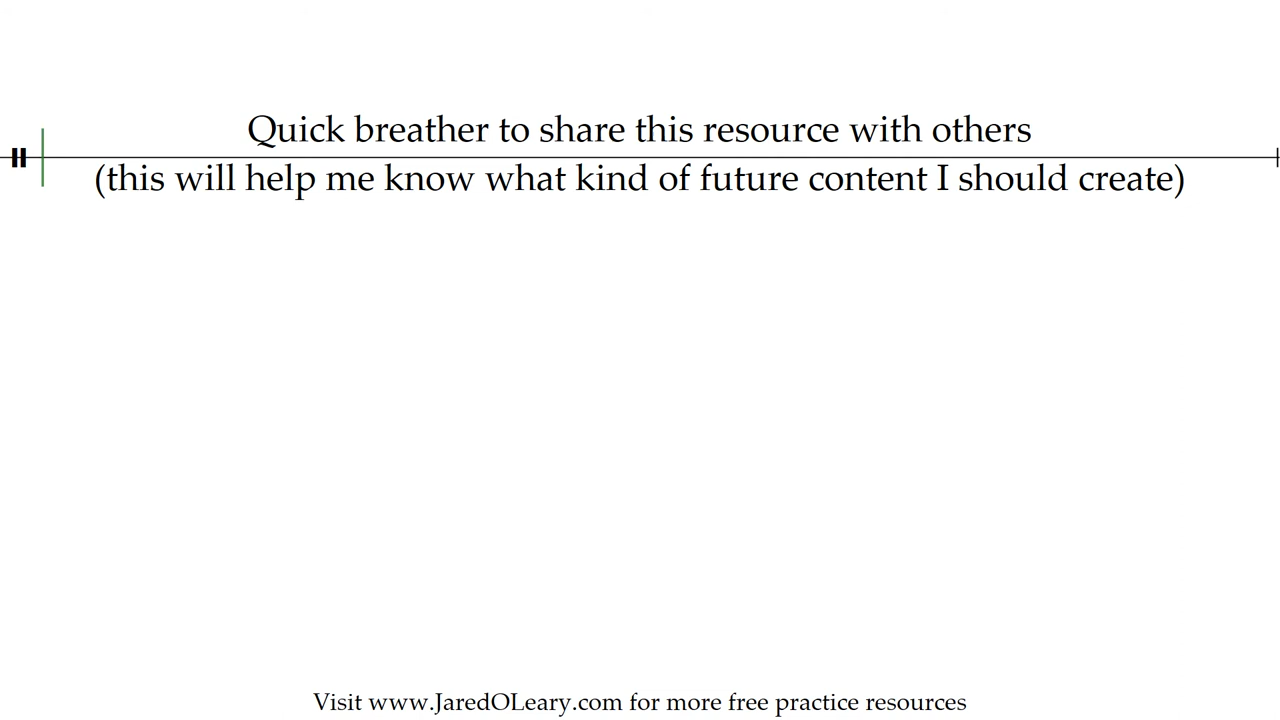 Quick breather to share this resource with others
(this will help me know what kind of future content I should create)
Visit www.JaredOLeary.com for more free practice resources